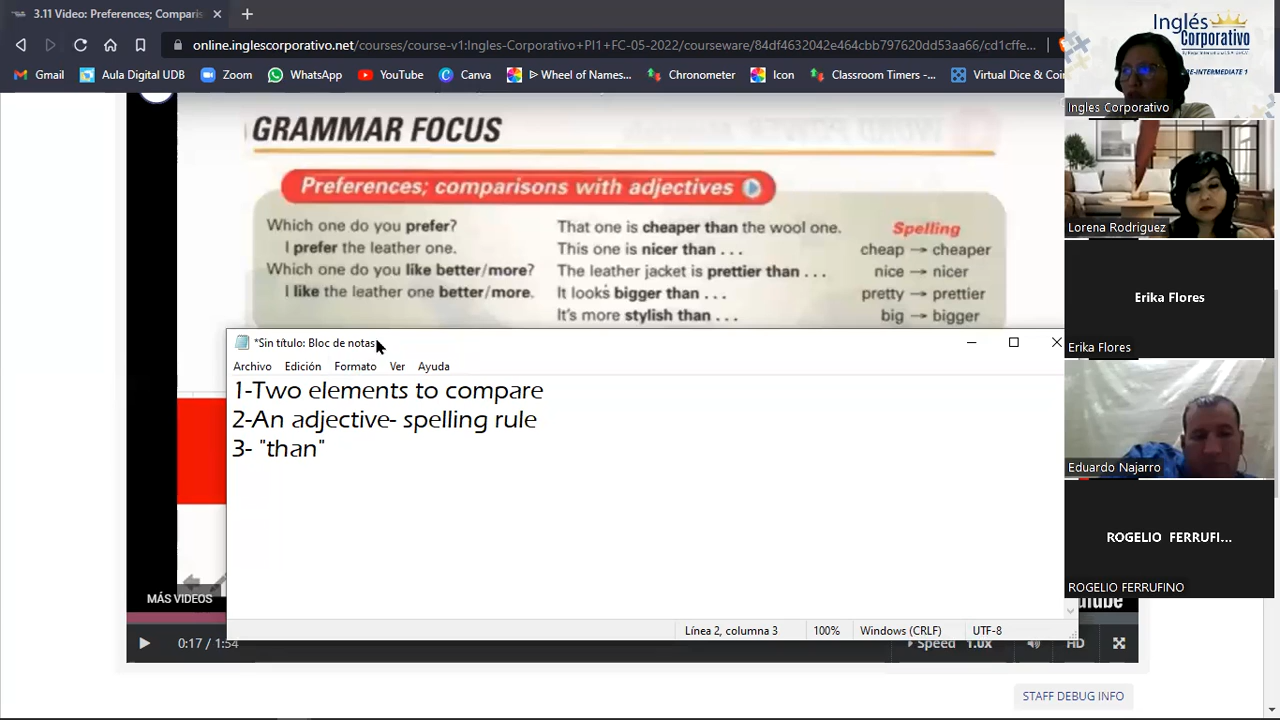 3.11 Video: Preferences; Comparis
online.inglescorporativo.net/courses/course-v1:Ingles-Corporativo+PI1+FC-05-2022/courseware/84df4632042e464cbb797620dd53aa66/cd1cffe...
Gmail
Aula Digital UDB
Zoom
WhatsApp
YouTube
Canva
Wheel of Names...
Chronometer
Icon
Classroom Timers -...
Virtual Dice & Coi
Inglés
Corporativo
RE-INTERMEDIATE 1
Ingles Corporativo
Lorena Rodriguez
Erika Flores
Erika Flores
Eduardo Najarro
ROGELIO FERRUFI...
ROGELIO FERRUFINO
GRAMMAR FOCUS
Preferences; comparisons with adjectives
Which one do you prefer?
I prefer the leather one.
Which one do you like better/more?
I like the leather one better/more.
That one is cheaper than the wool one.
This one is nicer than . . .
The leather jacket is prettier than . . .
It looks bigger than . . .
It's more stylish than . . .
Spelling
cheap → cheaper
nice → nicer
pretty → prettier
big → bigger
*Sin título: Bloc de notas
Archivo Edición Formato Ver Ayuda
1-Two elements to compare
2-An adjective- spelling rule
3- "than"
Línea 2, columna 3
100%
Windows (CRLF)
UTF-8
MÁS VIDEOS
0:17 / 1:54
Speed 1.0x
HD
STAFF DEBUG INFO